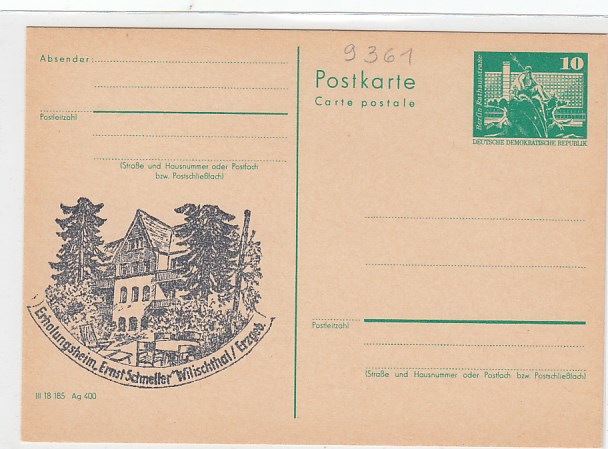 9361
Absender:
Postleitzahl
(Straße und Hausnummer oder Postfach
bzw. Postschließfach)
Erholungsheim „Ernst Schneller" Wilischthal / Erzgeb.
III 18 185 Ag 400
Postkarte
Carte postale
10
Berlin, Rathausstraße
DEUTSCHE DEMOKRATISCHE REPUBLIK
Postleitzahl
(Straße und Hausnummer oder Postfach bzw. Postschließfach)